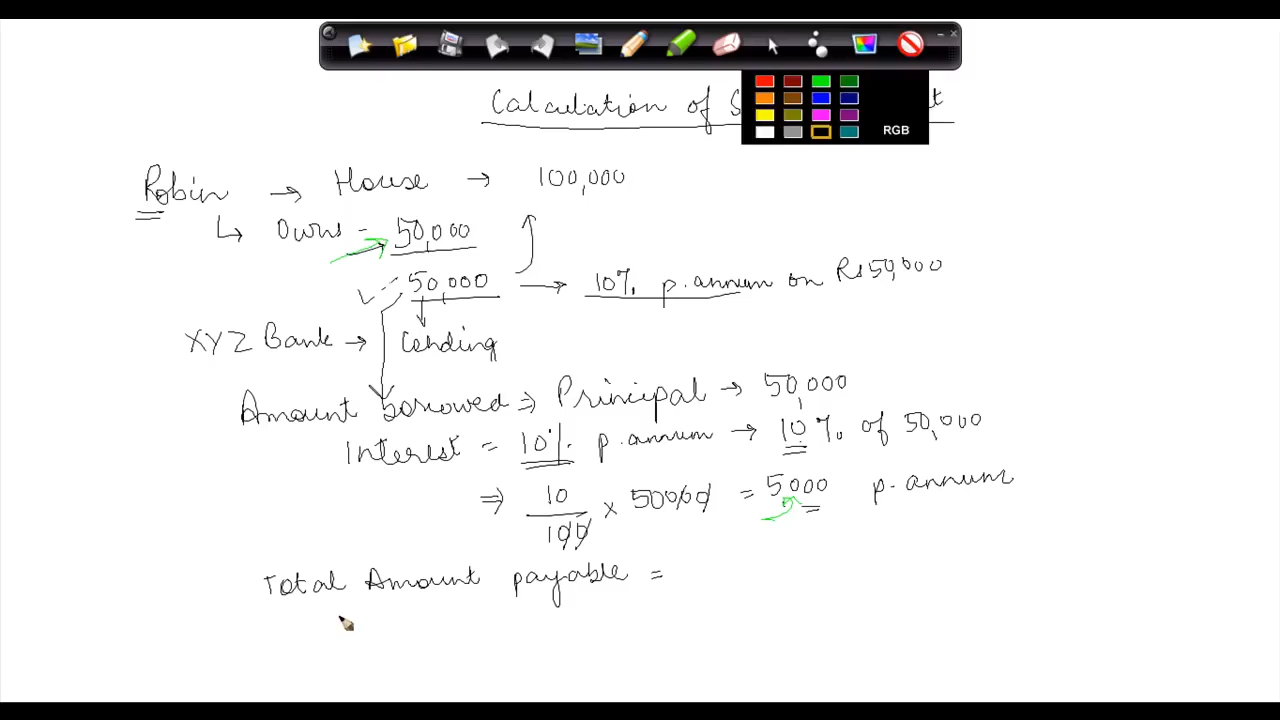 Calculation of
RGB
Robin → House → 100,000
↳ Owns - 50,000
50,000 → 10% p.annum on Rs 50,000
XYZ Bank → Lending
Amount borrowed ⇒ Principal → 50,000
Interest = 10% p.annum → 10% of 50,000
⇒ 10/100 × 50000 = 5000 p.annum
Total Amount payable =